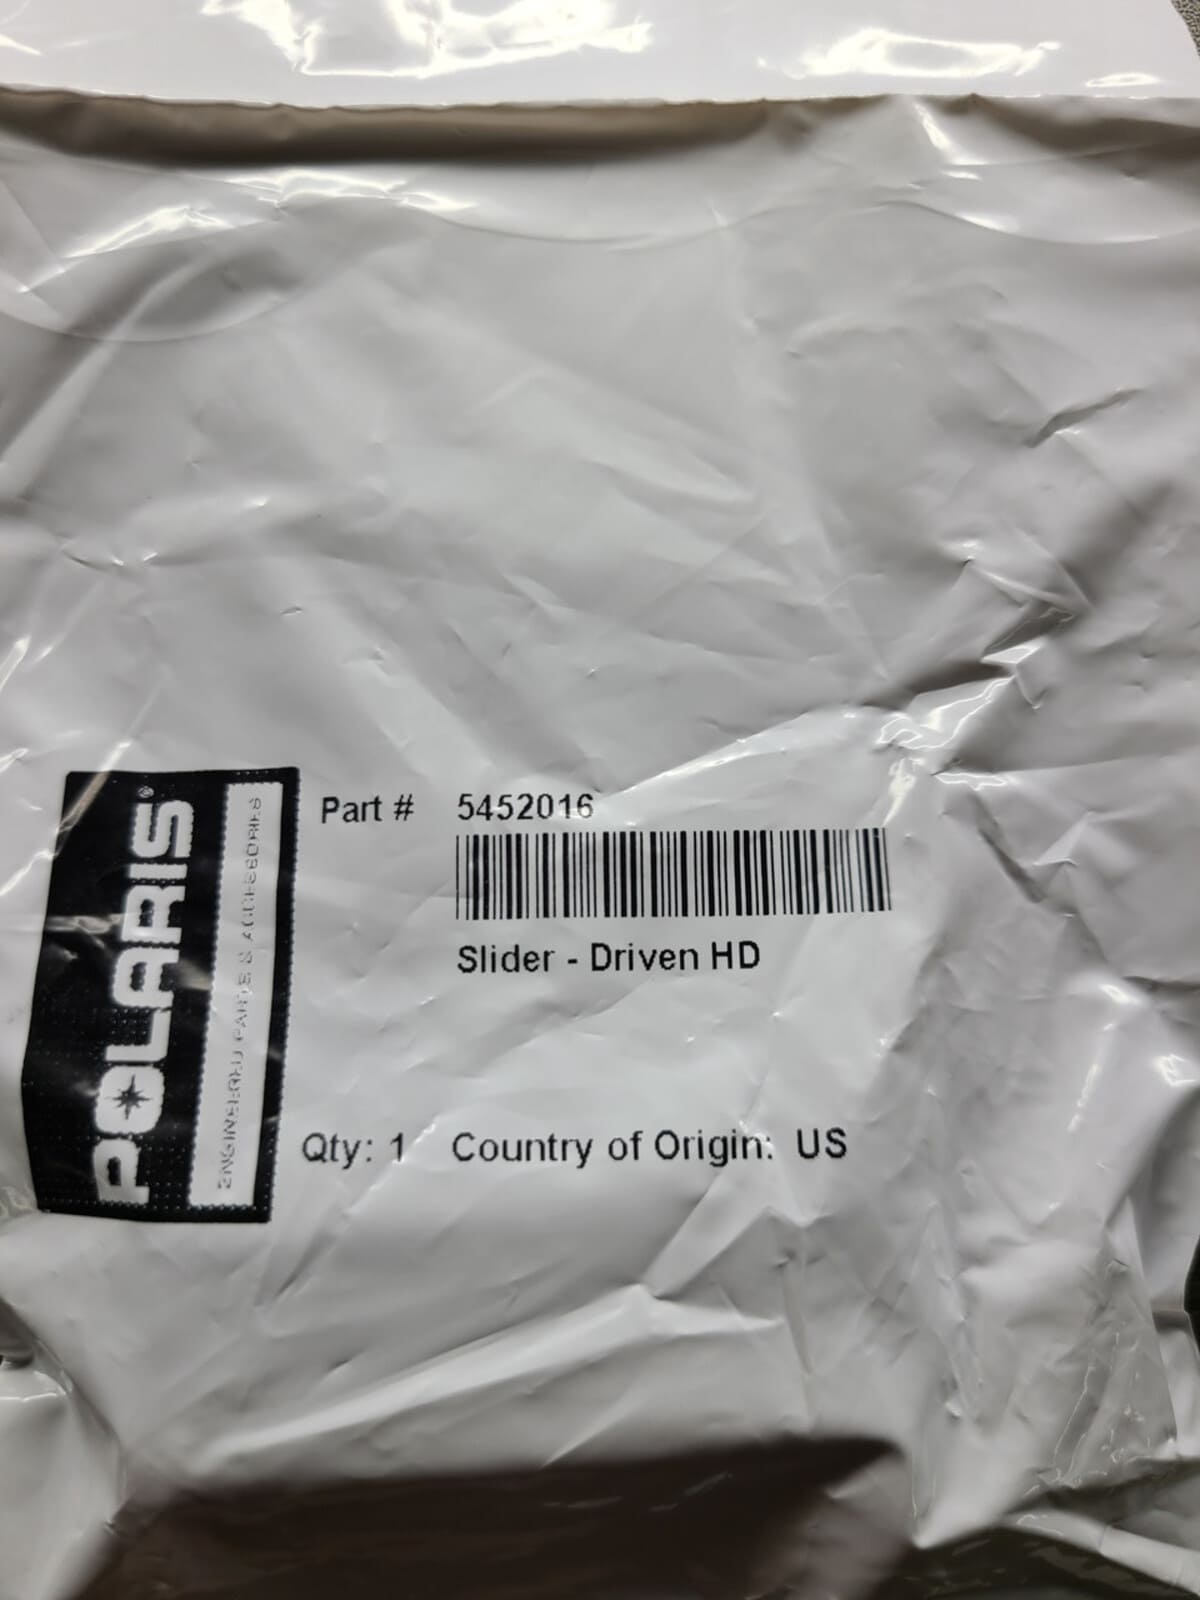 POLARIS®
ENGINEERED PARTS & ACCESSORIES
Part # 5452016
Slider - Driven HD
Qty: 1 Country of Origin: US